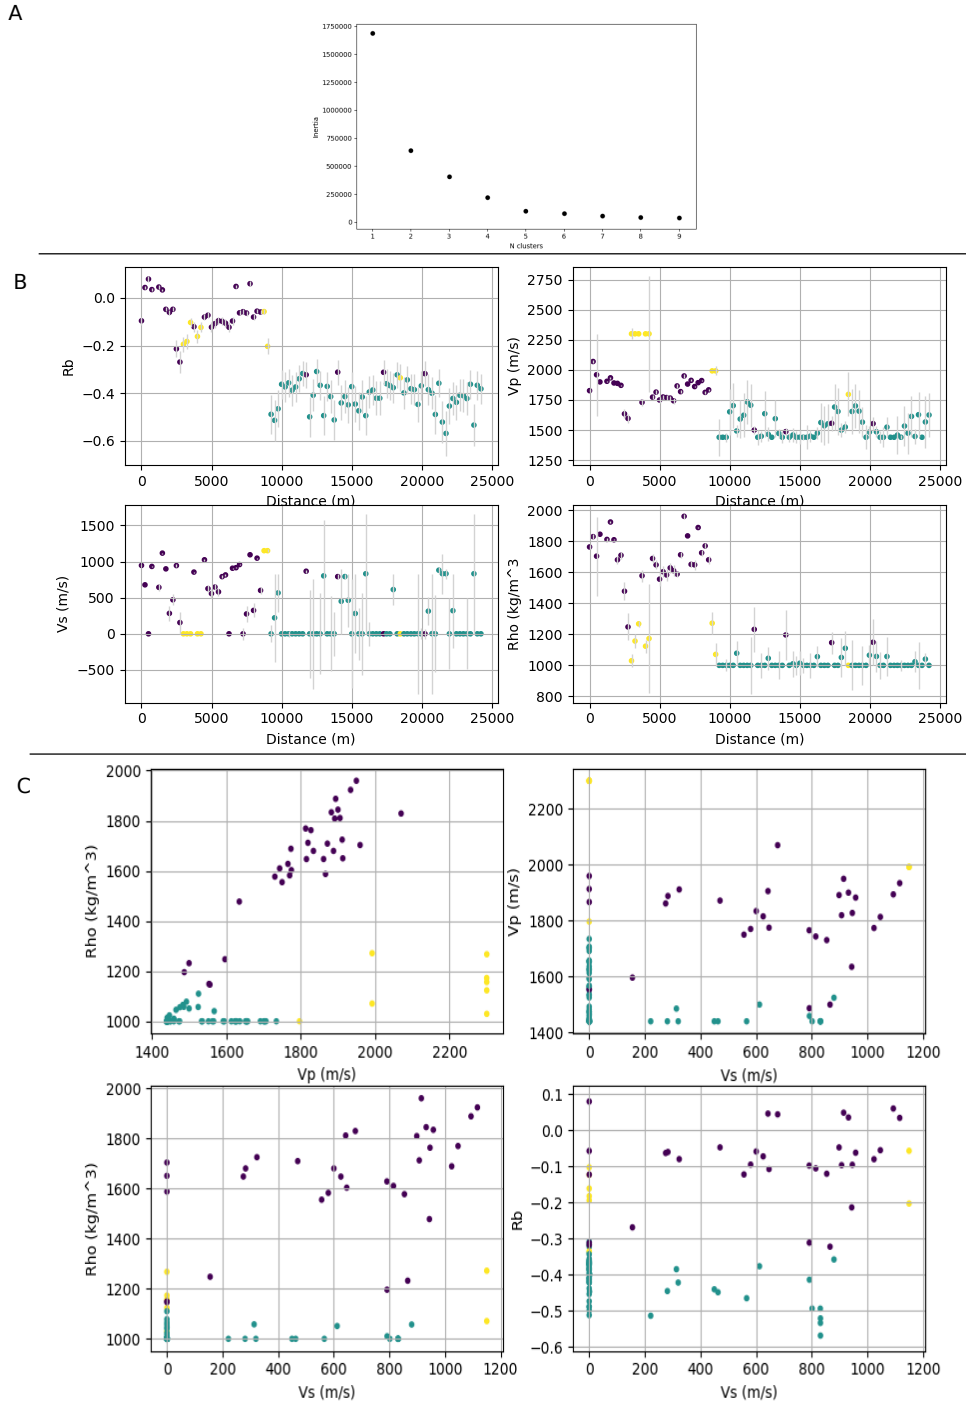 A
1750000
1500000
1250000
1000000
750000
500000
250000
0
Inertia
1 2 3 4 5 6 7 8 9
N clusters
B
0.0
−0.2
−0.4
−0.6
Rb
0 5000 10000 15000 20000 25000
Distance (m)
2750
2500
2250
2000
1750
1500
1250
Vp (m/s)
0 5000 10000 15000 20000 25000
Distance (m)
1500
1000
500
0
−500
Vs (m/s)
0 5000 10000 15000 20000 25000
Distance (m)
2000
1800
1600
1400
1200
1000
800
Rho (kg/m^3
0 5000 10000 15000 20000 25000
Distance (m)
C
2000
1800
1600
1400
1200
1000
Rho (kg/m^3)
1400 1600 1800 2000 2200
Vp (m/s)
2200
2000
1800
1600
1400
Vp (m/s)
0 200 400 600 800 1000 1200
Vs (m/s)
2000
1800
1600
1400
1200
1000
Rho (kg/m^3)
0 200 400 600 800 1000 1200
Vs (m/s)
0.1
0.0
−0.1
−0.2
−0.3
−0.4
−0.5
−0.6
Rb
0 200 400 600 800 1000 1200
Vs (m/s)